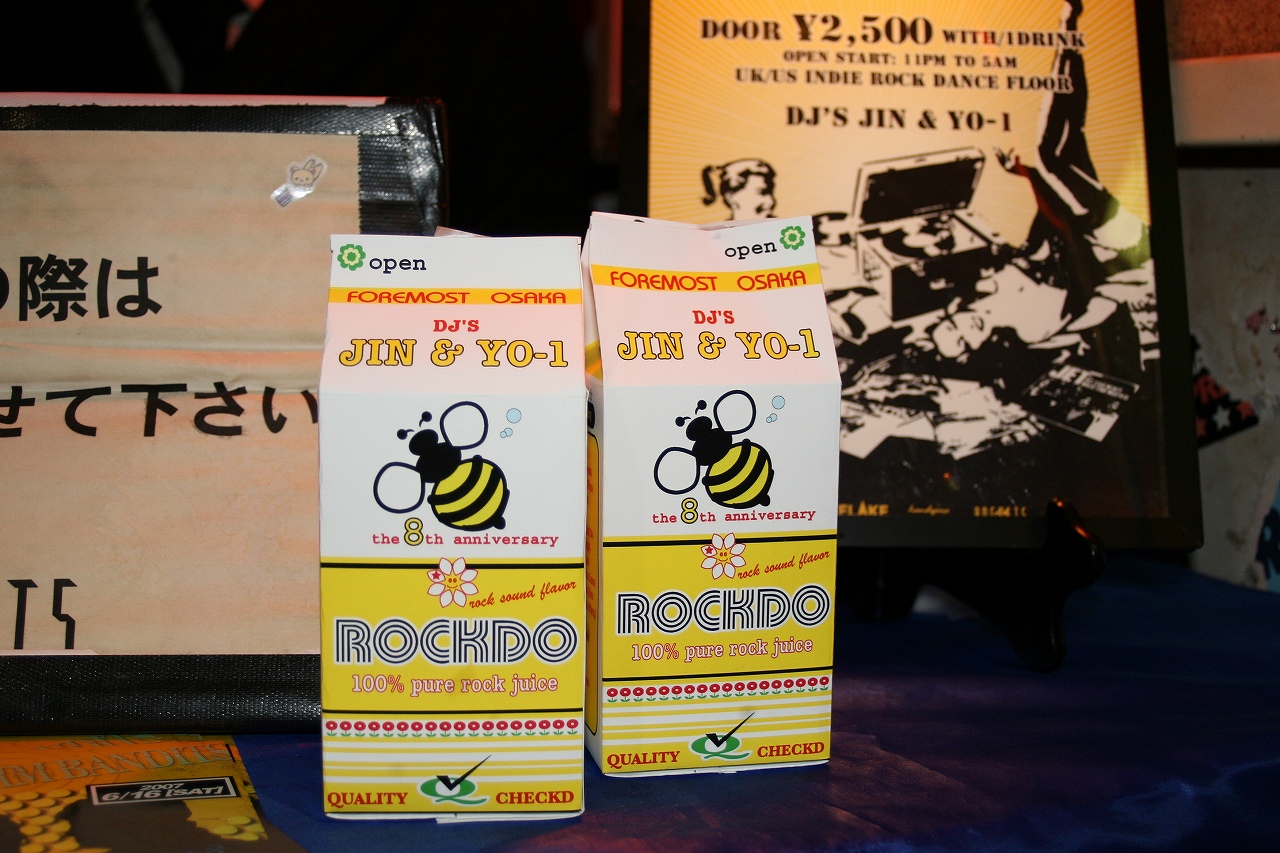 DOOR ¥2,500 WITH/1DRINK
OPEN START: 11PM TO 5AM
UK/US INDIE ROCK DANCE FLOOR
DJ'S JIN & YO-1
の際は
せて下さい
open
FOREMOST OSAKA
DJ'S
JIN & YO-1
the 8th anniversary
rock sound flavor
ROCKDO
100% pure rock juice
QUALITY CHECKD
open
FOREMOST OSAKA
DJ'S
JIN & YO-1
the 8th anniversary
rock sound flavor
ROCKDO
100% pure rock juice
QUALITY CHECKD
JET
FLAKE
BANDITS
2007
6/16 [SAT]